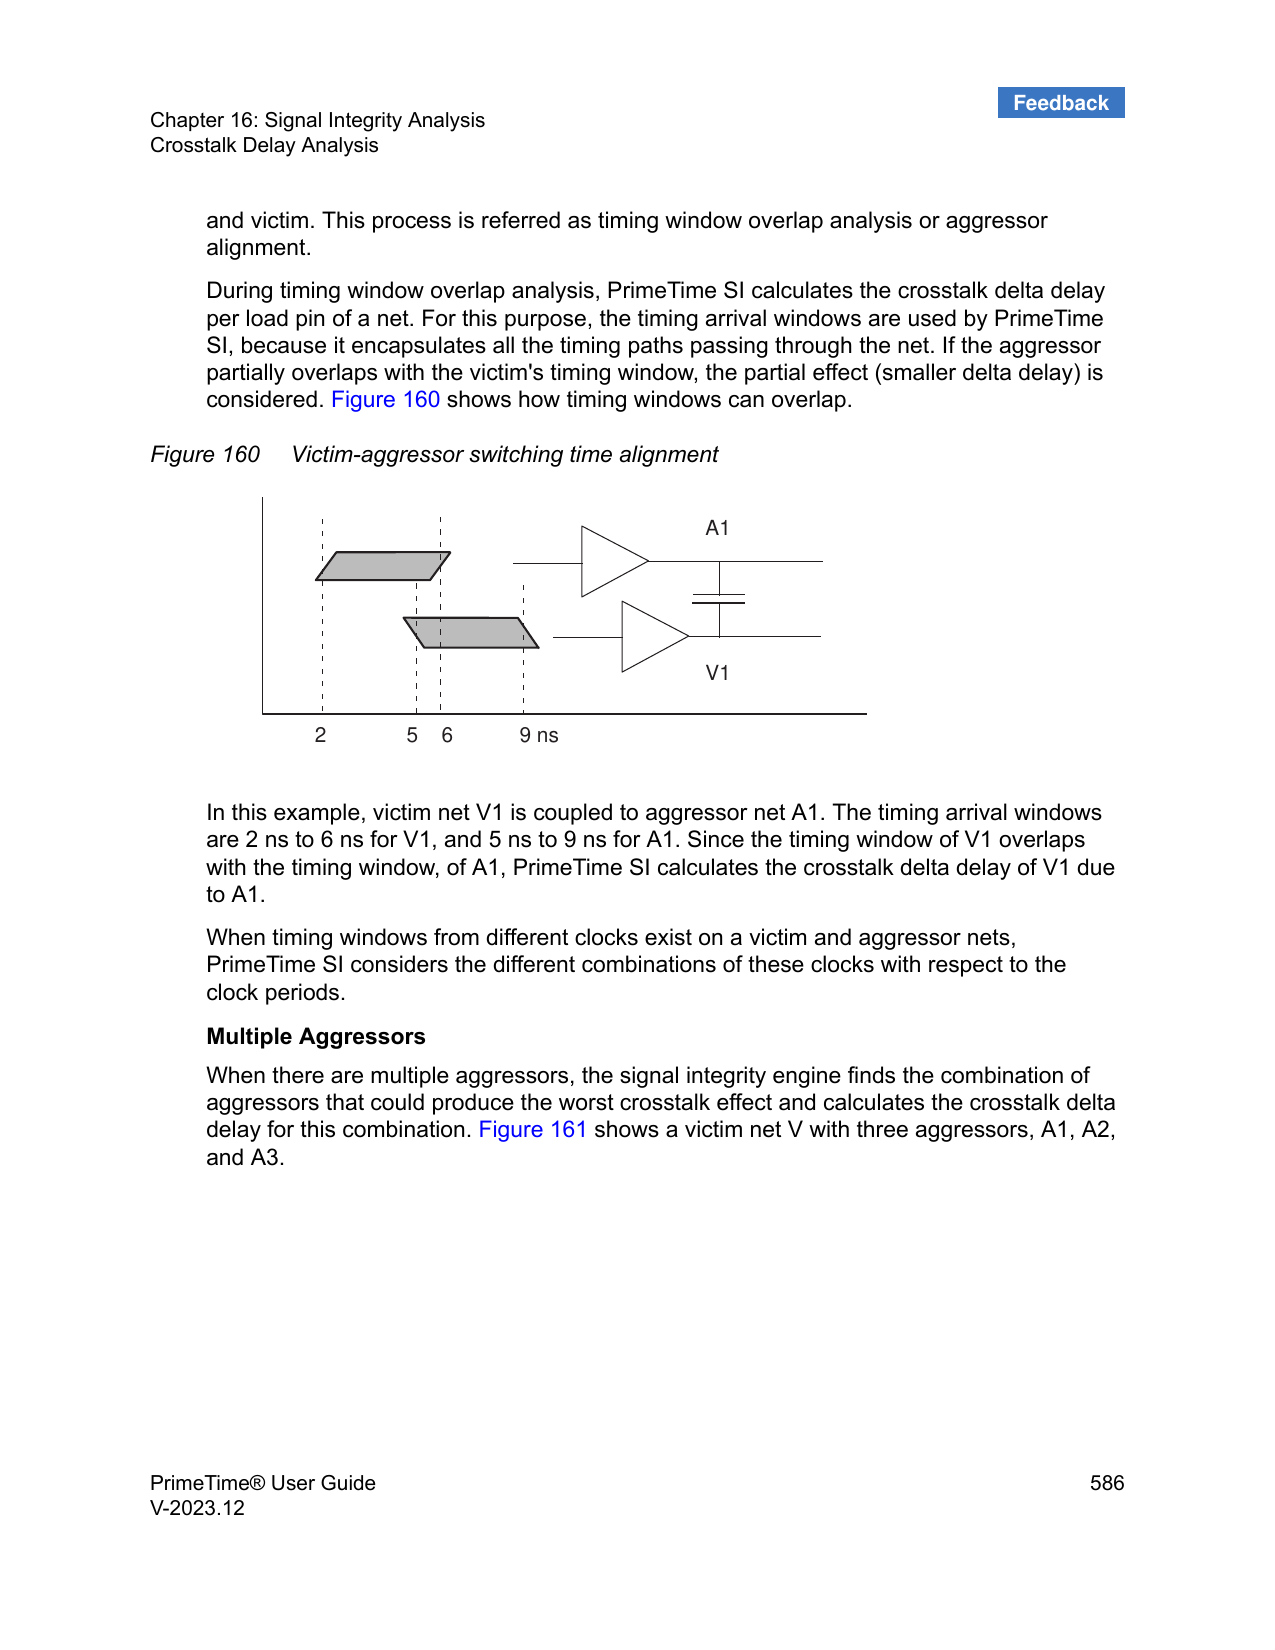 Feedback
Chapter 16: Signal Integrity Analysis
Crosstalk Delay Analysis
and victim. This process is referred as timing window overlap analysis or aggressor
alignment.
During timing window overlap analysis, PrimeTime SI calculates the crosstalk delta delay
per load pin of a net. For this purpose, the timing arrival windows are used by PrimeTime
SI, because it encapsulates all the timing paths passing through the net. If the aggressor
partially overlaps with the victim's timing window, the partial effect (smaller delta delay) is
considered. Figure 160 shows how timing windows can overlap.
Figure 160 Victim-aggressor switching time alignment
A1
V1
2 5 6 9 ns
In this example, victim net V1 is coupled to aggressor net A1. The timing arrival windows
are 2 ns to 6 ns for V1, and 5 ns to 9 ns for A1. Since the timing window of V1 overlaps
with the timing window, of A1, PrimeTime SI calculates the crosstalk delta delay of V1 due
to A1.
When timing windows from different clocks exist on a victim and aggressor nets,
PrimeTime SI considers the different combinations of these clocks with respect to the
clock periods.
Multiple Aggressors
When there are multiple aggressors, the signal integrity engine finds the combination of
aggressors that could produce the worst crosstalk effect and calculates the crosstalk delta
delay for this combination. Figure 161 shows a victim net V with three aggressors, A1, A2,
and A3.
PrimeTime® User Guide 586
V-2023.12